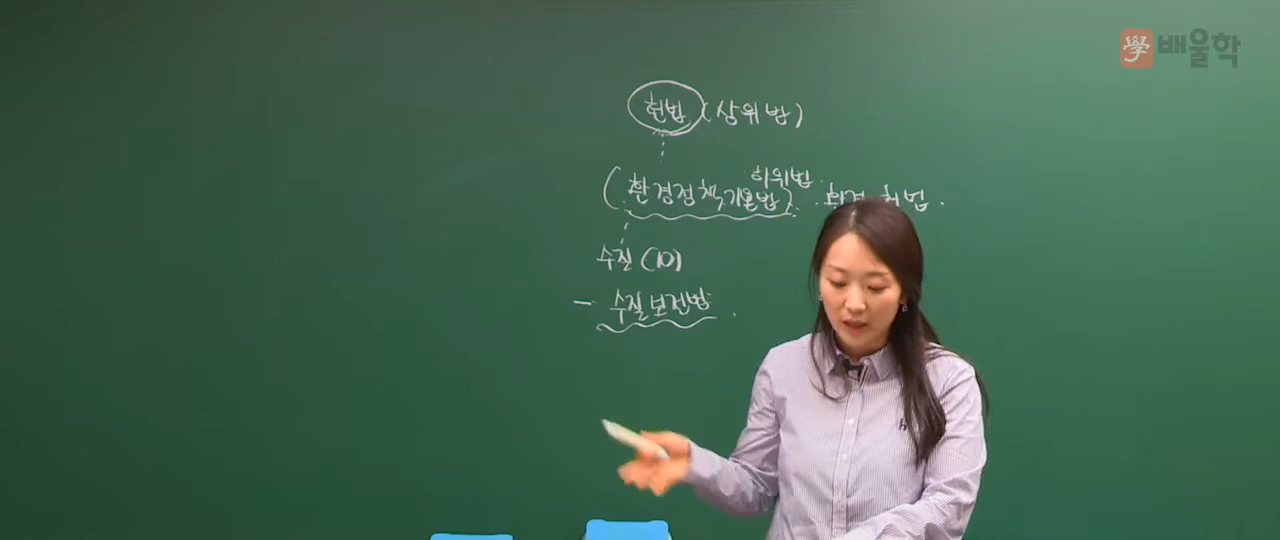 學 배울학
헌법 (상위법)
하위법.
(환경정책기본법). 환경 헌법.
수질 (10)
- 수질보전법.